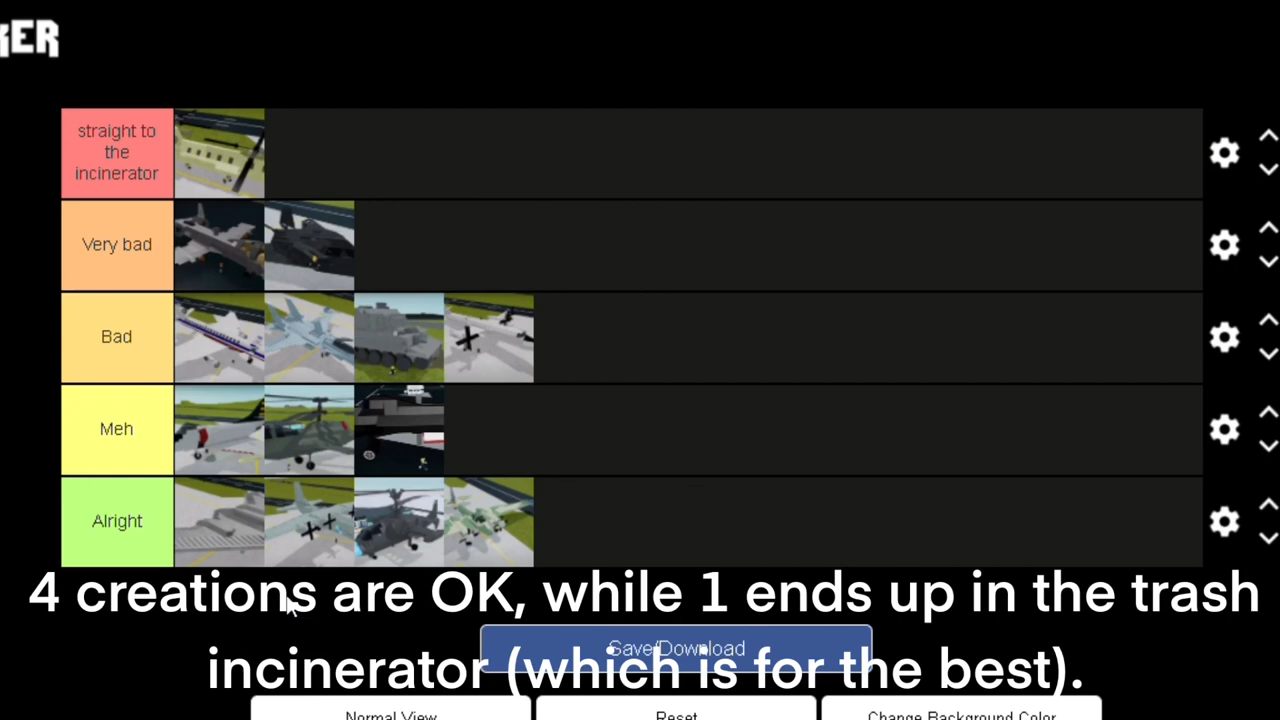 KER
straight to
the
incinerator
Very bad
Bad
Meh
Alright
4 creations are OK, while 1 ends up in the trash
Save/Download
incinerator (which is for the best).
Normal View
Reset
Change Background Color